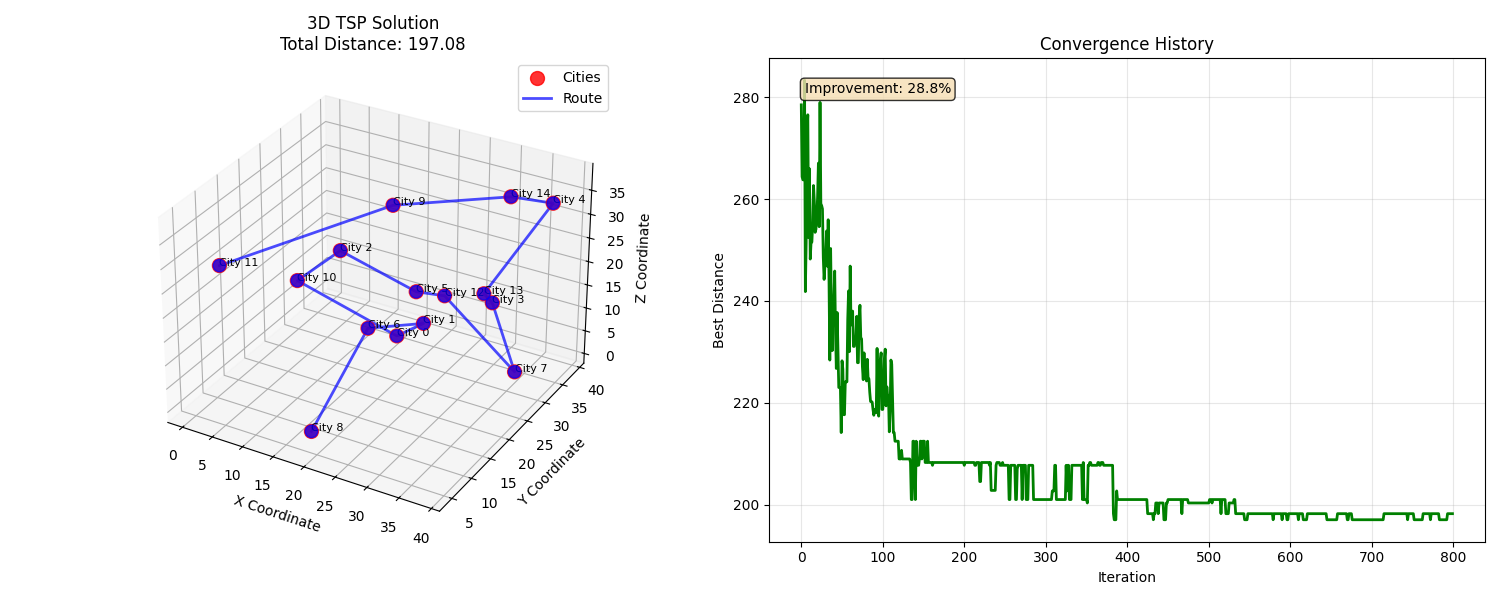 3D TSP Solution
Total Distance: 197.08
Cities
Route
City 9
City 14
City 4
City 2
City 11
City 10
City 5
City 13
City 3
City 6
City 1
City 0
City 7
City 8
35
30
25
20
15
10
5
0
Z Coordinate
0
5
10
15
20
25
30
35
40
X Coordinate
5
10
15
20
25
30
35
40
Y Coordinate
Convergence History
Improvement: 28.8%
280
260
240
220
200
Best Distance
0
100
200
300
400
500
600
700
800
Iteration